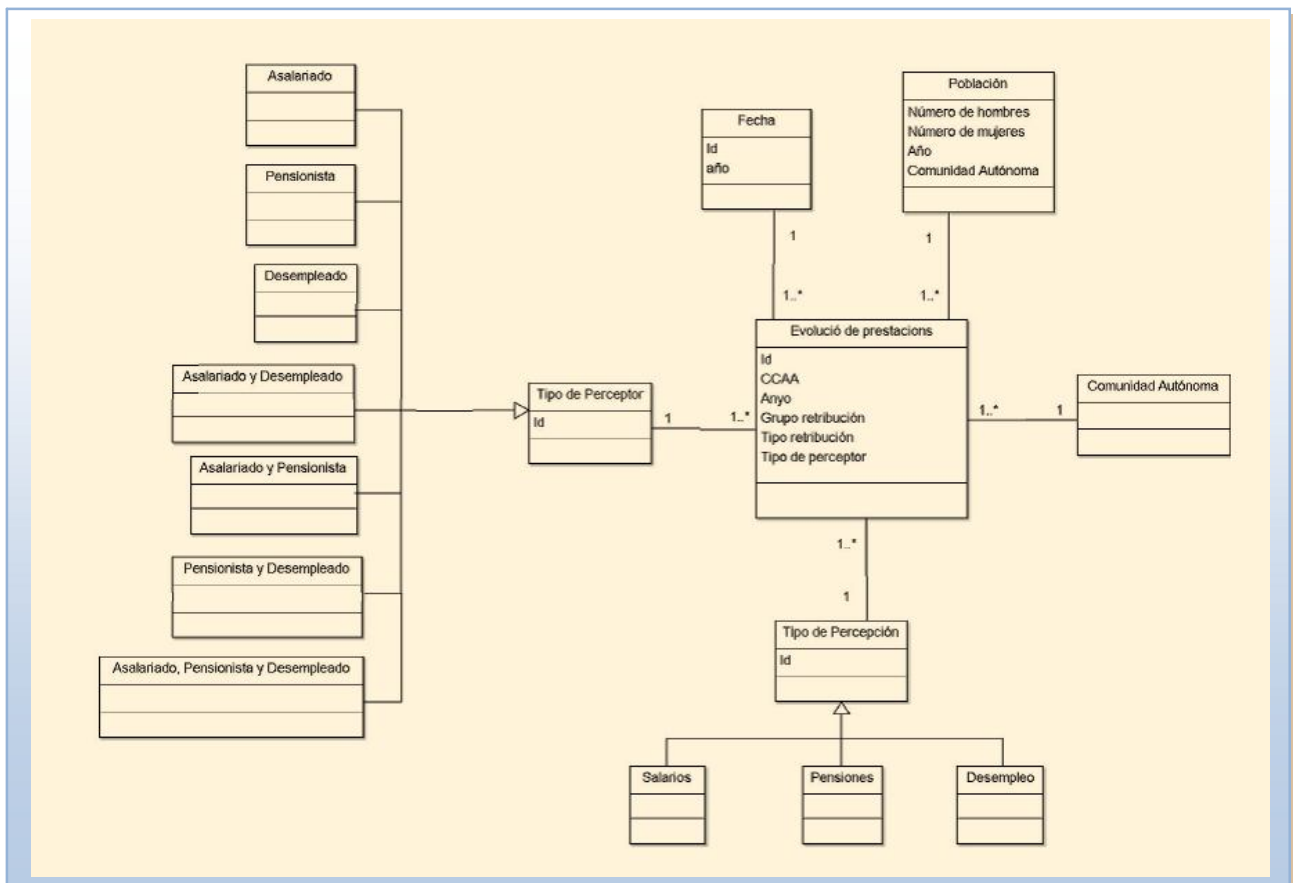 Asalariado
Pensionista
Desempleado
Asalariado y Desempleado
Asalariado y Pensionista
Pensionista y Desempleado
Asalariado, Pensionista y Desempleado
Tipo de Perceptor
Id
1
1..*
Fecha
Id
año
1
1..*
Población
Número de hombres
Número de mujeres
Año
Comunidad Autónoma
1
1..*
Evolució de prestacions
Id
CCAA
Anyo
Grupo retribución
Tipo retribución
Tipo de perceptor
1..*
1
Comunidad Autónoma
1..*
1
Tipo de Percepción
Id
Salarios
Pensiones
Desempleo